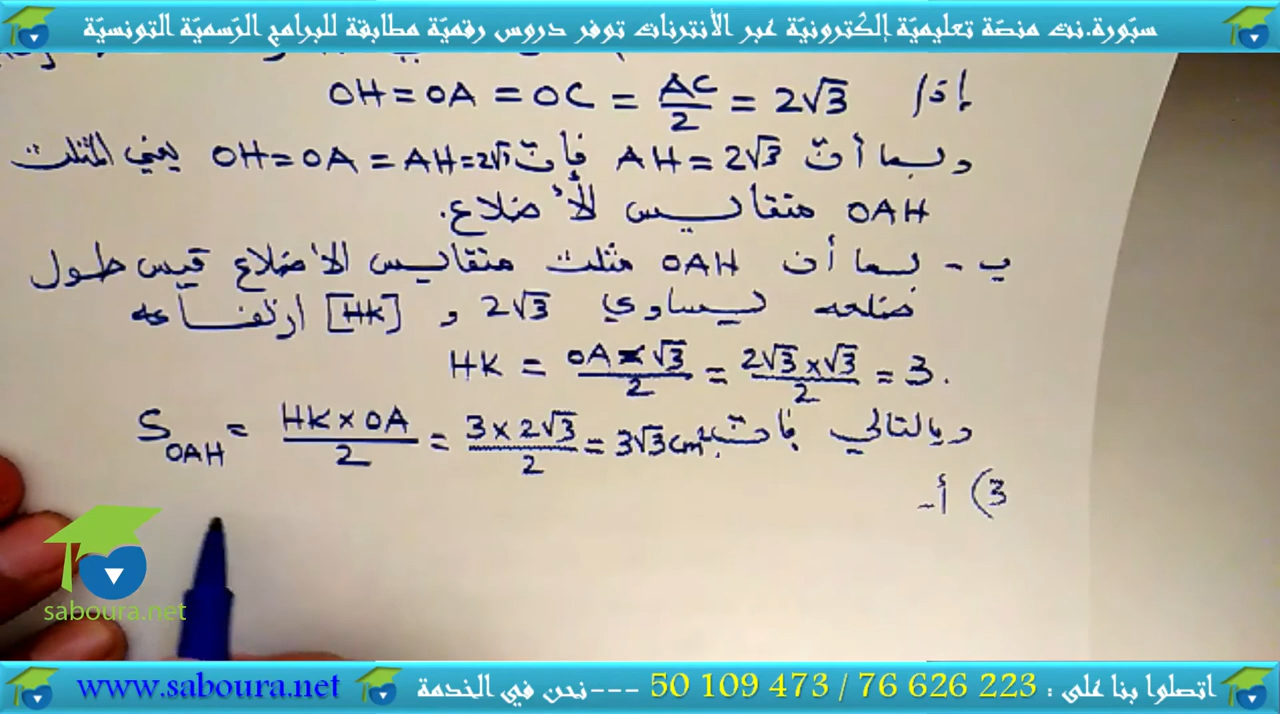 سبّورة.نت منصّة تعليميّة إلكترونيّة عبر الأنترنات توفر دروس رقميّة مطابقة للبرامج الرّسميّة التونسيّة
إذا OH = OA = OC = AC/2 = 2√3
وبما أنّ AH = 2√3 فإنّ OH = OA = AH = 2√3 يعني المثلث
OAH متقايس الأضلاع.
ب - بما أن OAH مثلث متقايس الاضلاع قيس طول
ضلعه يساوي 2√3 و [HK] ارتفاعه
HK = OA×√3/2 = 2√3×√3/2 = 3.
وبالتالي فإن S_OAH = HK×OA/2 = 3×2√3/2 = 3√3 cm².
3) أ-
saboura.net
www.saboura.net اتصلوا بنا على : 50 109 473 / 76 626 223 ---نحن في الخدمة